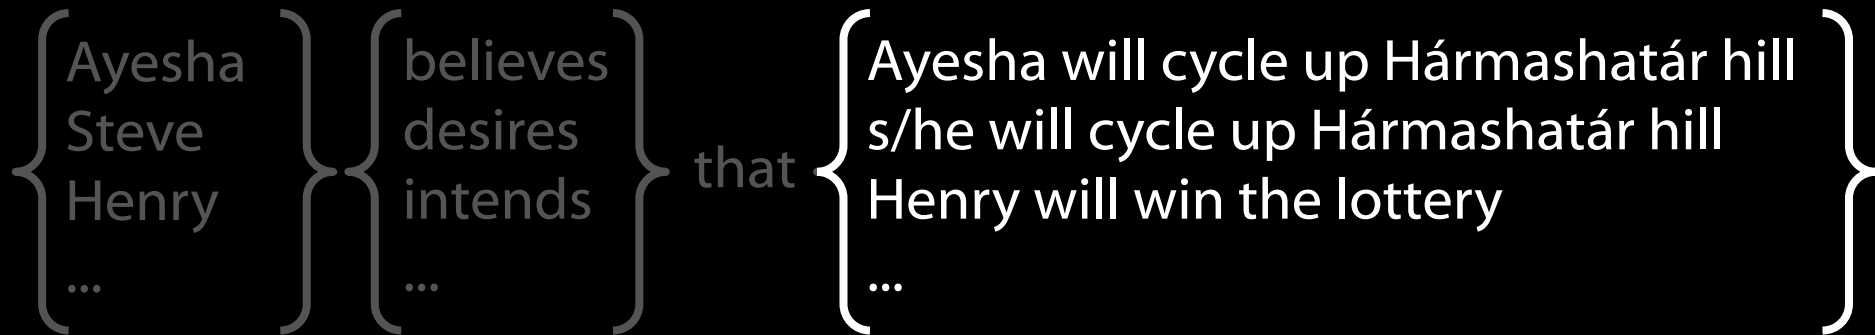 Ayesha
Steve
Henry
...
believes
desires
intends
...
that
Ayesha will cycle up Hármashatár hill
s/he will cycle up Hármashatár hill
Henry will win the lottery
...